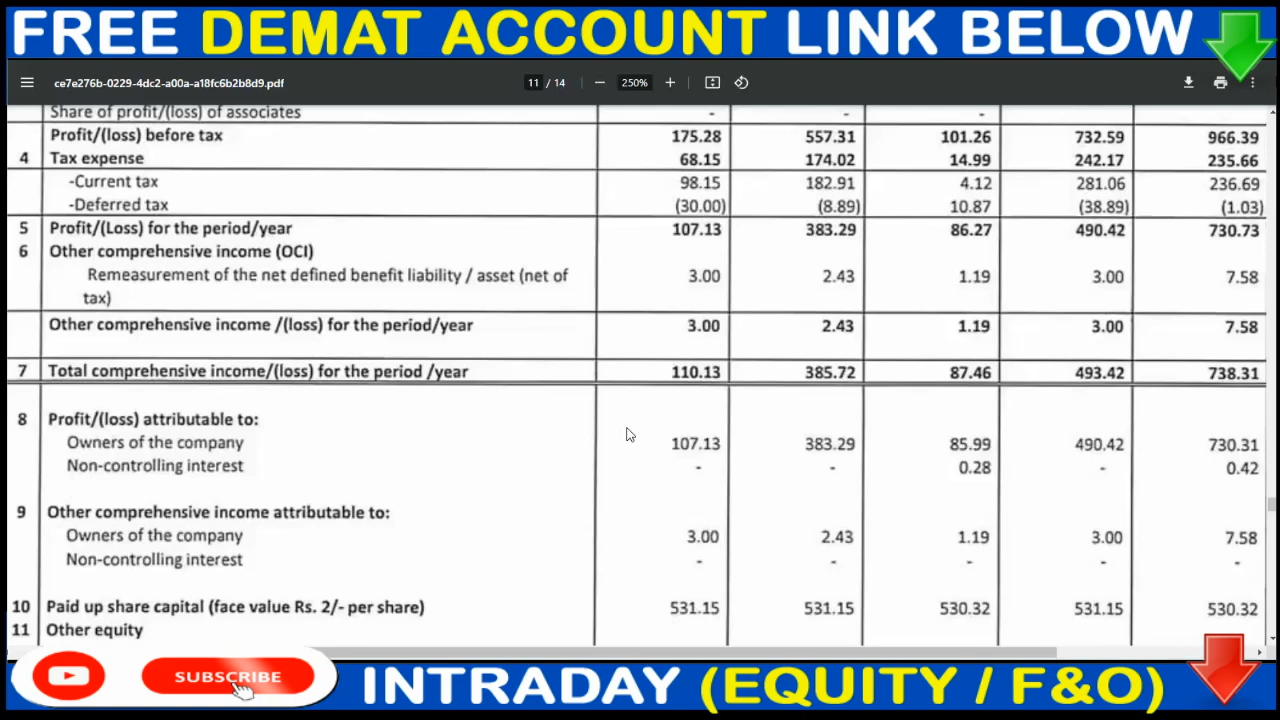 FREE DEMAT ACCOUNT LINK BELOW
ce7e276b-0229-4dc2-a00a-a18fc6b2b8d9.pdf 11 / 14 — 250% +
Share of profit/(loss) of associates - - -
Profit/(loss) before tax 175.28 557.31 101.26 732.59 966.39
4 Tax expense 68.15 174.02 14.99 242.17 235.66
-Current tax 98.15 182.91 4.12 281.06 236.69
-Deferred tax (30.00) (8.89) 10.87 (38.89) (1.03)
5 Profit/(Loss) for the period/year 107.13 383.29 86.27 490.42 730.73
6 Other comprehensive income (OCI)
Remeasurement of the net defined benefit liability / asset (net of 3.00 2.43 1.19 3.00 7.58
tax)
Other comprehensive income /(loss) for the period/year 3.00 2.43 1.19 3.00 7.58
7 Total comprehensive income/(loss) for the period /year 110.13 385.72 87.46 493.42 738.31
8 Profit/(loss) attributable to:
Owners of the company 107.13 383.29 85.99 490.42 730.31
Non-controlling interest - - 0.28 - 0.42
9 Other comprehensive income attributable to:
Owners of the company 3.00 2.43 1.19 3.00 7.58
Non-controlling interest - - - - -
10 Paid up share capital (face value Rs. 2/- per share) 531.15 531.15 530.32 531.15 530.32
11 Other equity
SUBSCRIBE
INTRADAY (EQUITY / F&O)